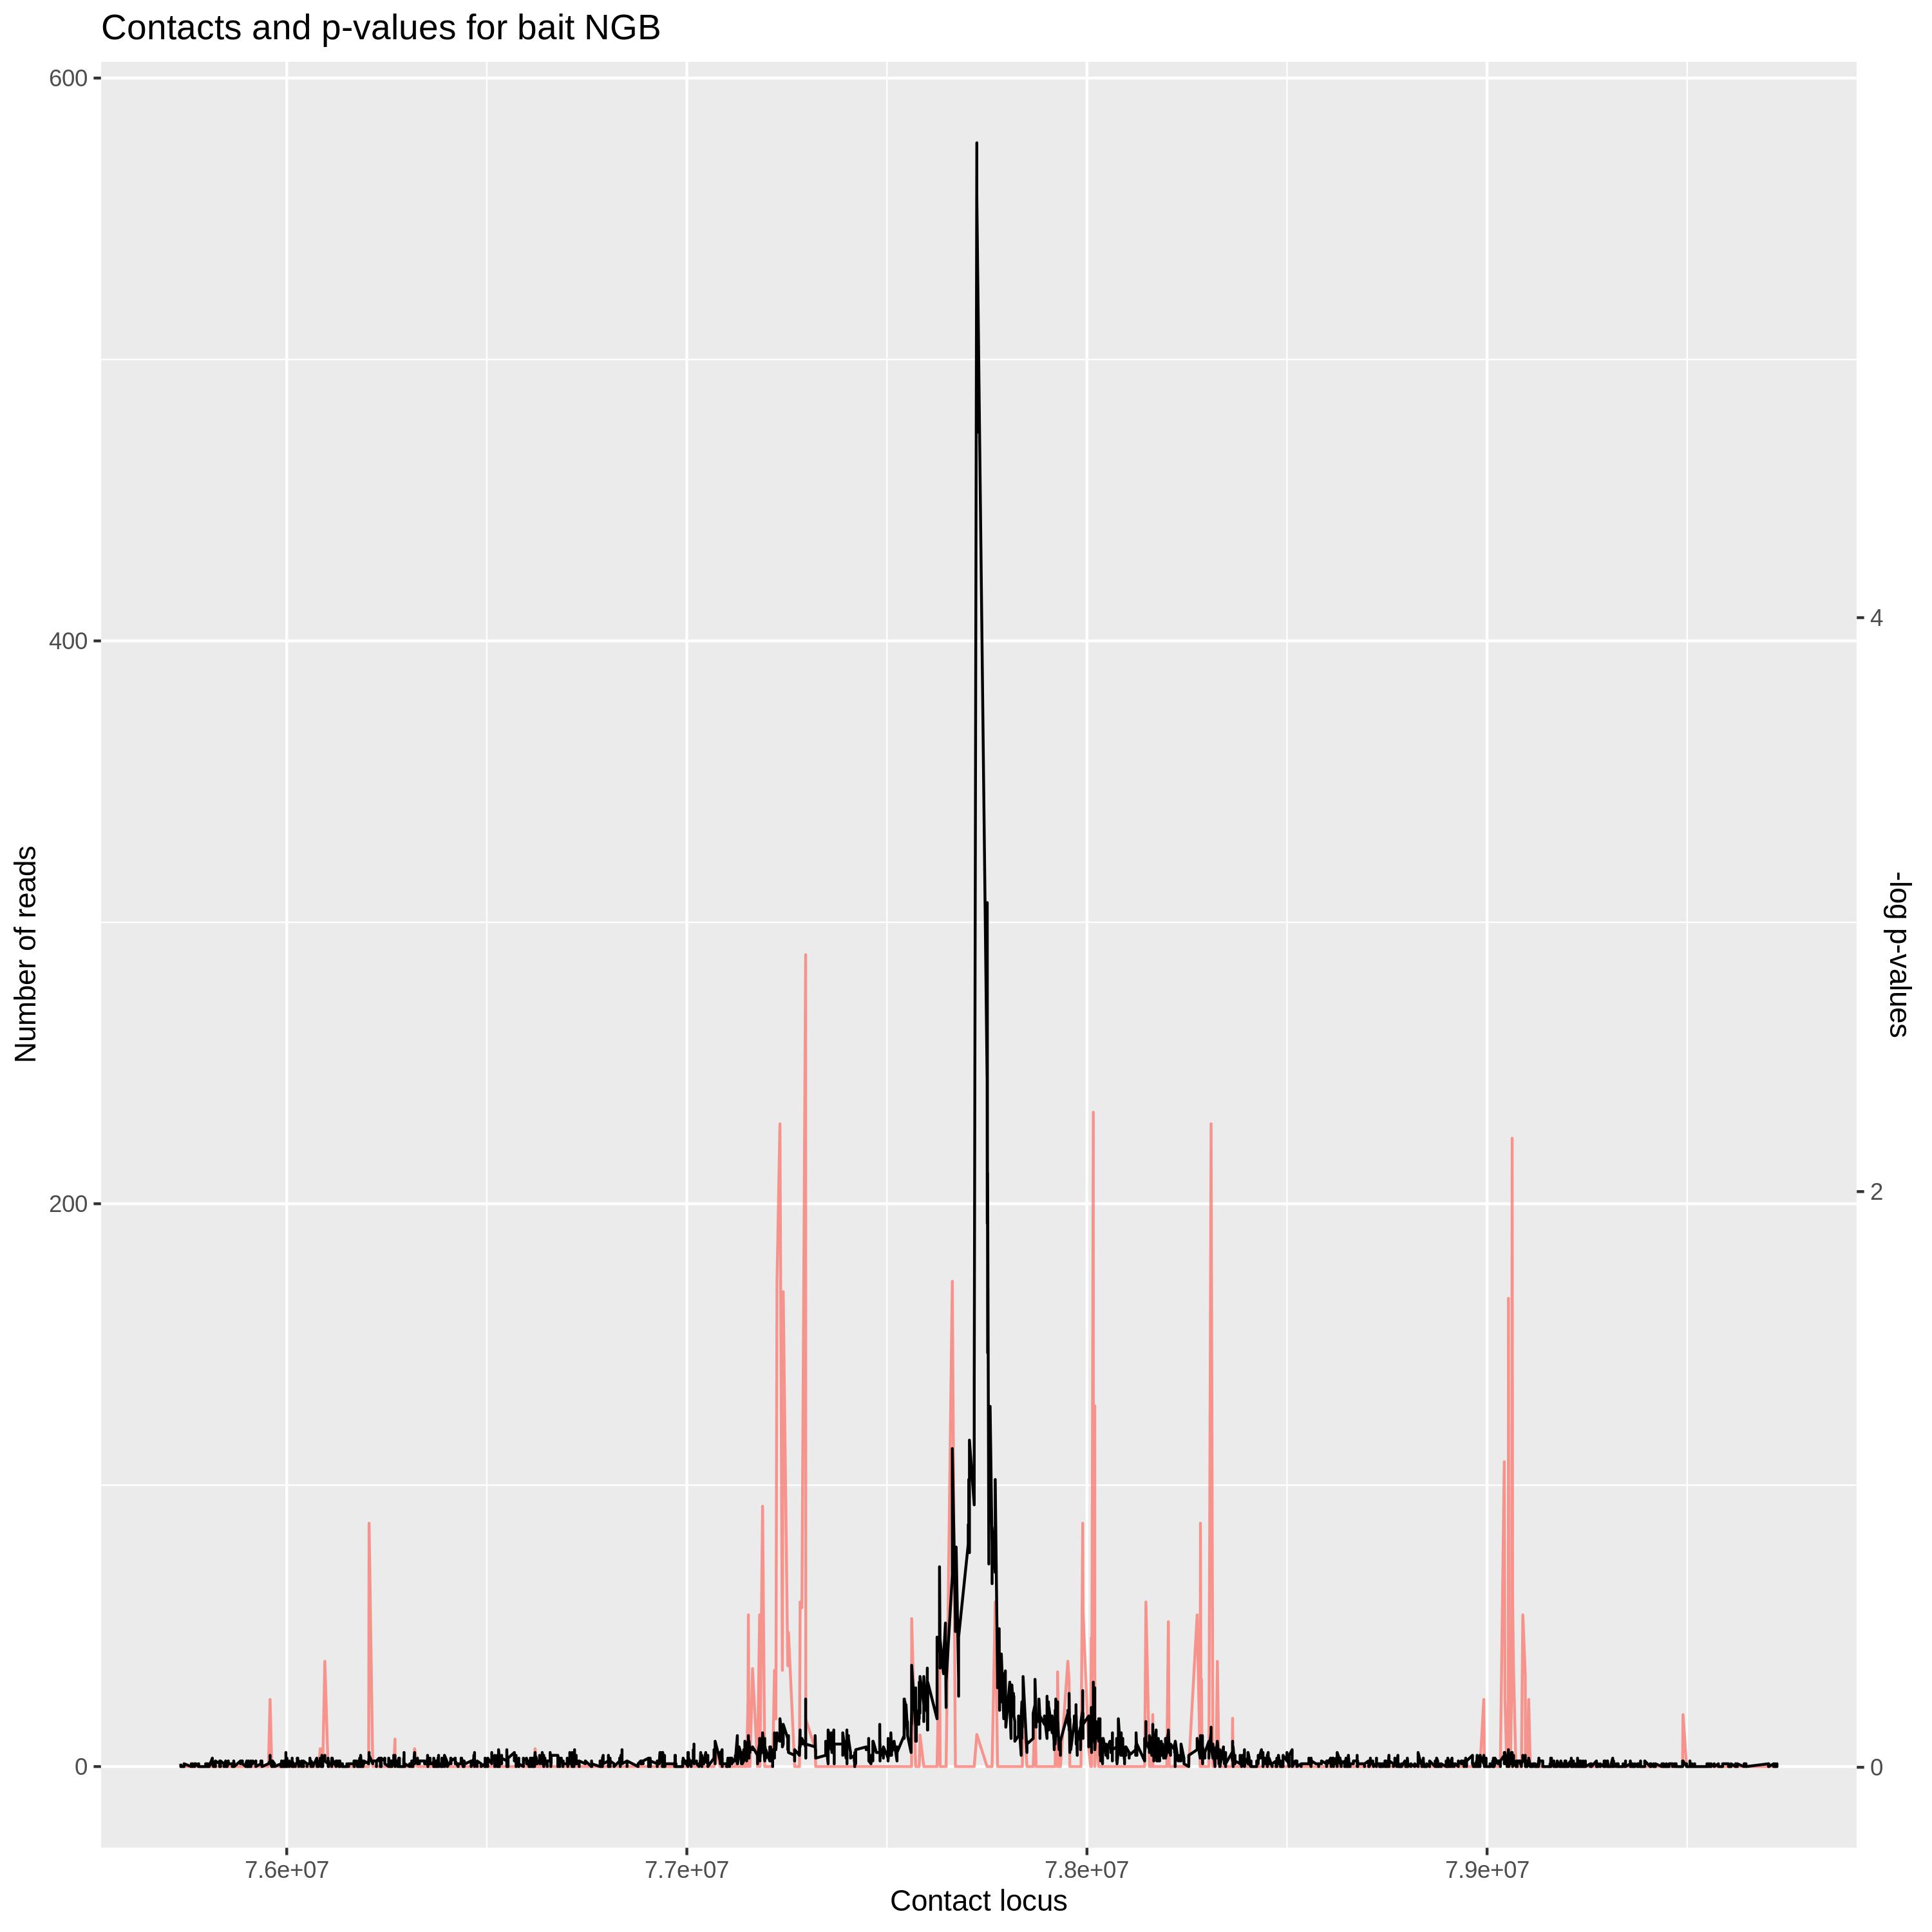 Contacts and p-values for bait NGB
600
400
200
0
Number of reads
4
2
0
-log p-values
7.6e+07
7.7e+07
7.8e+07
7.9e+07
Contact locus